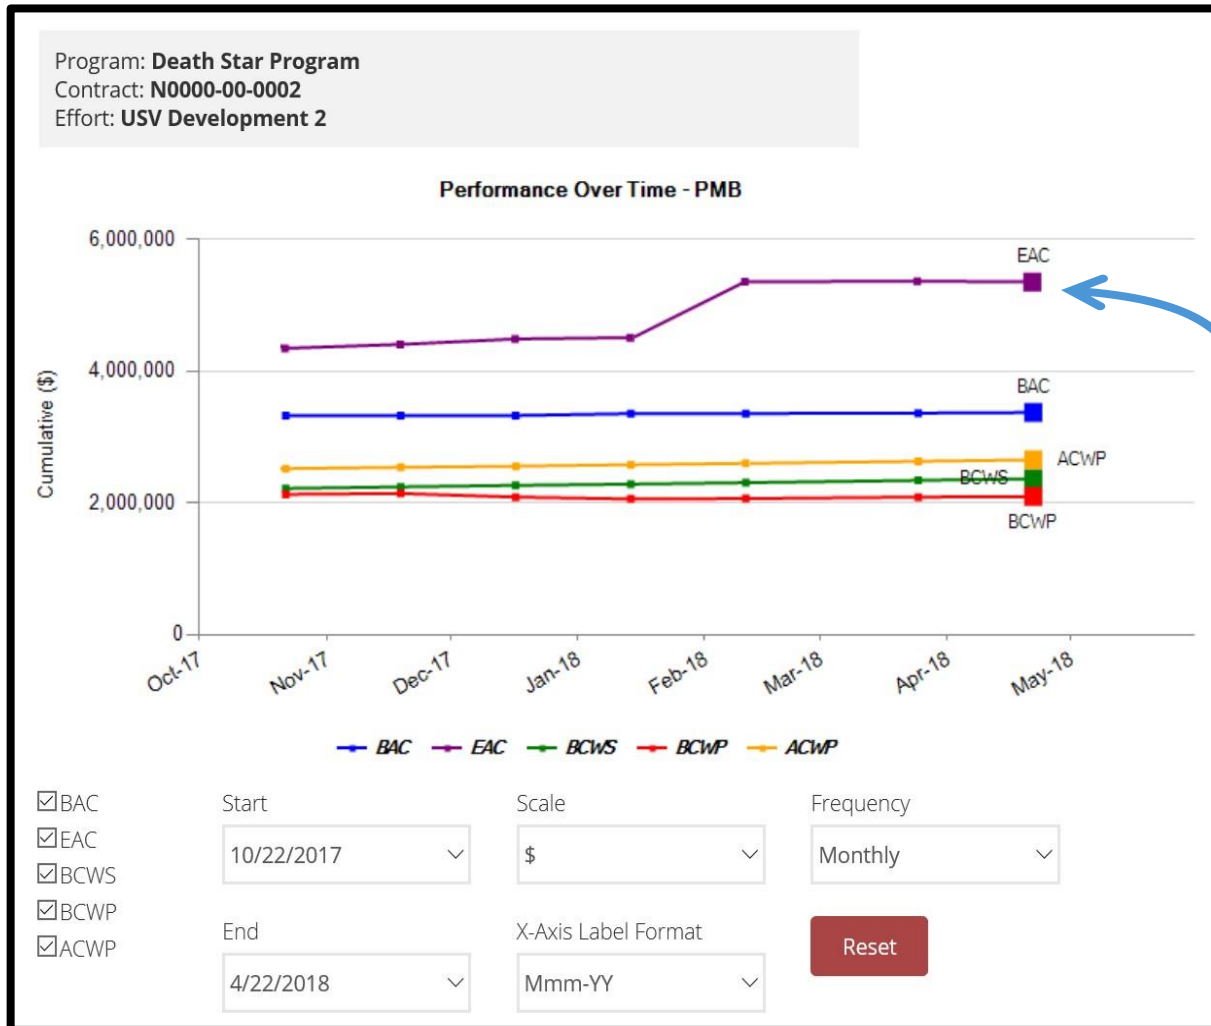 Program: Death Star Program
Contract: N0000-00-0002
Effort: USV Development 2
Performance Over Time - PMB
Cumulative ($)
6,000,000
4,000,000
2,000,000
0
EAC
BAC
ACWP
BCWS
BCWP
Oct-17 Nov-17 Dec-17 Jan-18 Feb-18 Mar-18 Apr-18 May-18
BAC EAC BCWS BCWP ACWP
BAC
EAC
BCWS
BCWP
ACWP
Start
10/22/2017
Scale
$
Frequency
Monthly
End
4/22/2018
X-Axis Label Format
Mmm-YY
Reset